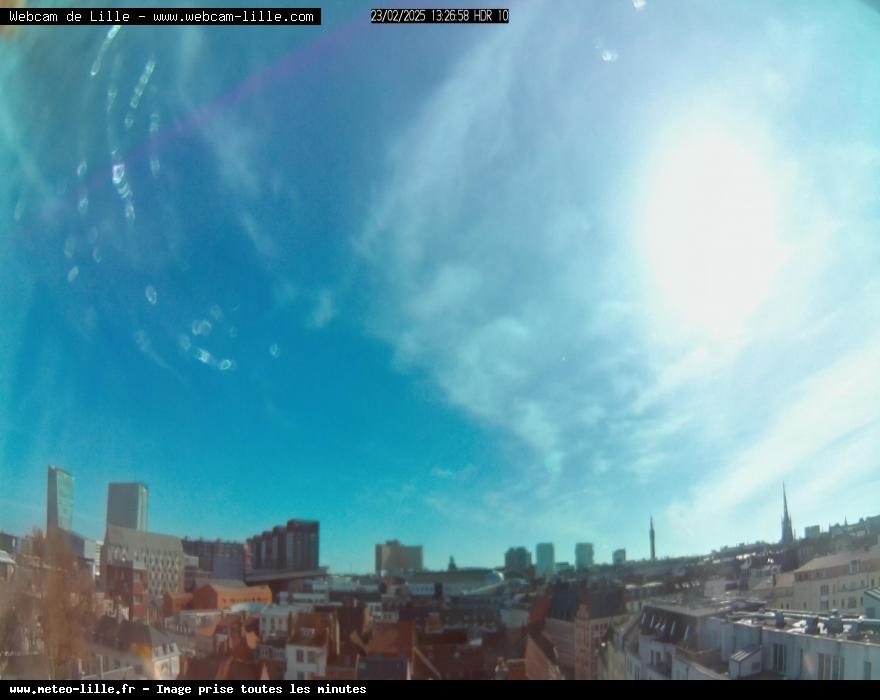 Webcam de Lille - www.webcam-lille.com
23/02/2025 13:26:58 HDR 10
www.meteo-lille.fr - Image prise toutes les minutes